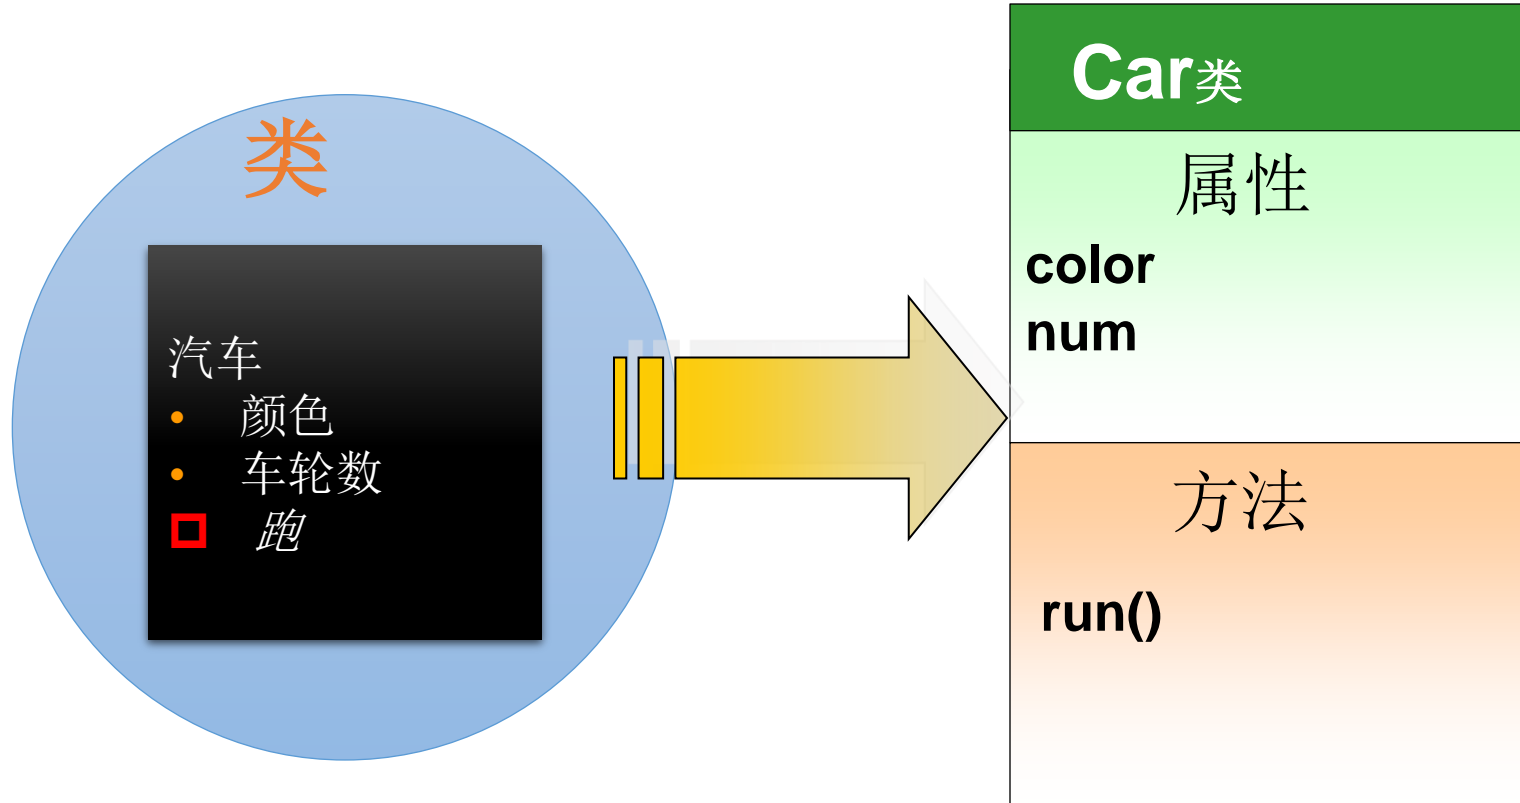 类
汽车
• 颜色
• 车轮数
跑
Car类
属性
color
num
方法
run()